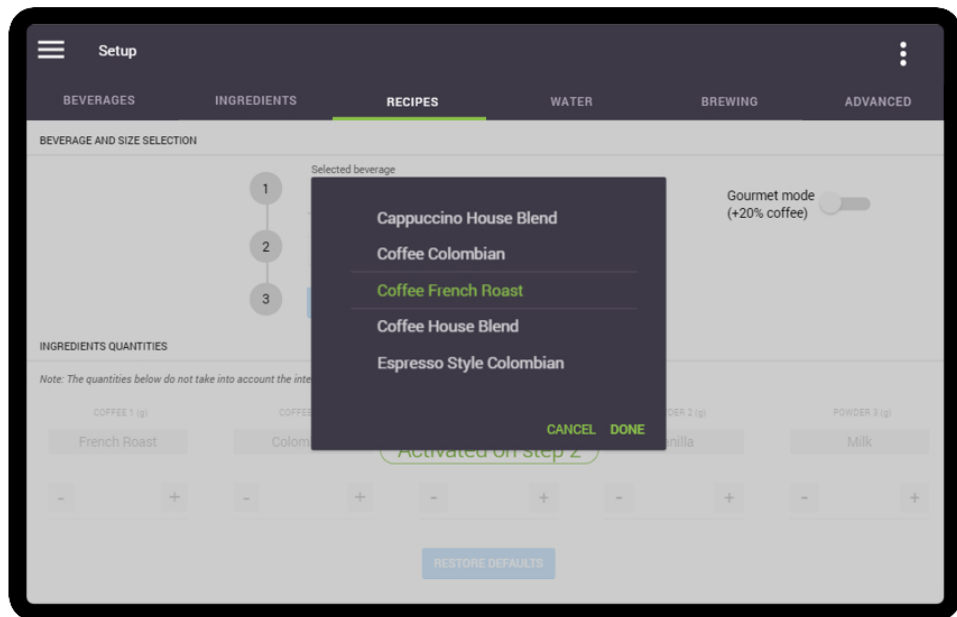 Setup
BEVERAGES INGREDIENTS RECIPES WATER BREWING ADVANCED
BEVERAGE AND SIZE SELECTION
Selected beverage
1
Gourmet mode
(+20% coffee)
2
3
Cappuccino House Blend
Coffee Colombian
Coffee French Roast
Coffee House Blend
Espresso Style Colombian
CANCEL DONE
INGREDIENTS QUANTITIES
Note: The quantities below do not take into account the inte
COFFEE 1 (g) COFFEE DER 2 (g) POWDER 3 (g)
French Roast Colom nilla Milk
Activated on step 2
- + - + - + - + - +
RESTORE DEFAULTS